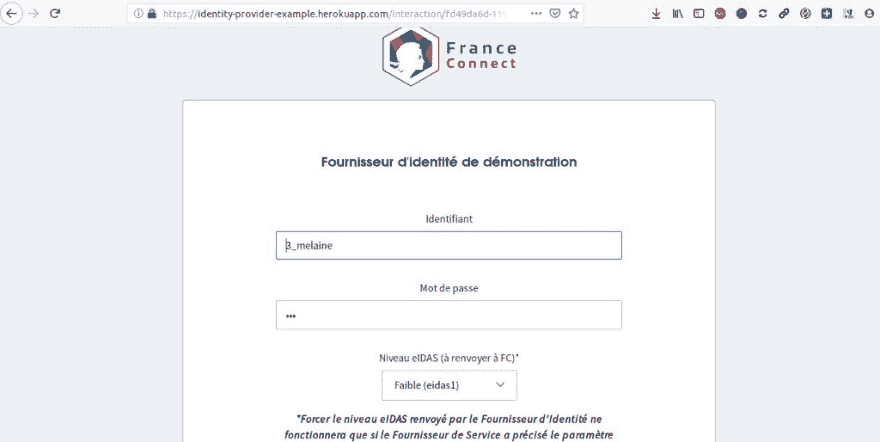 https://identity-provider-example.herokuapp.com/interaction/fd49da6d-11
France
Connect
Fournisseur d'identité de démonstration
Identifiant
3_melaine
Mot de passe
•••
Niveau eIDAS (à renvoyer à FC)*
Faible (eidas1)
*Forcer le niveau eIDAS renvoyé par le Fournisseur d'Identité ne
fonctionnera que si le Fournisseur de Service a précisé le paramètre